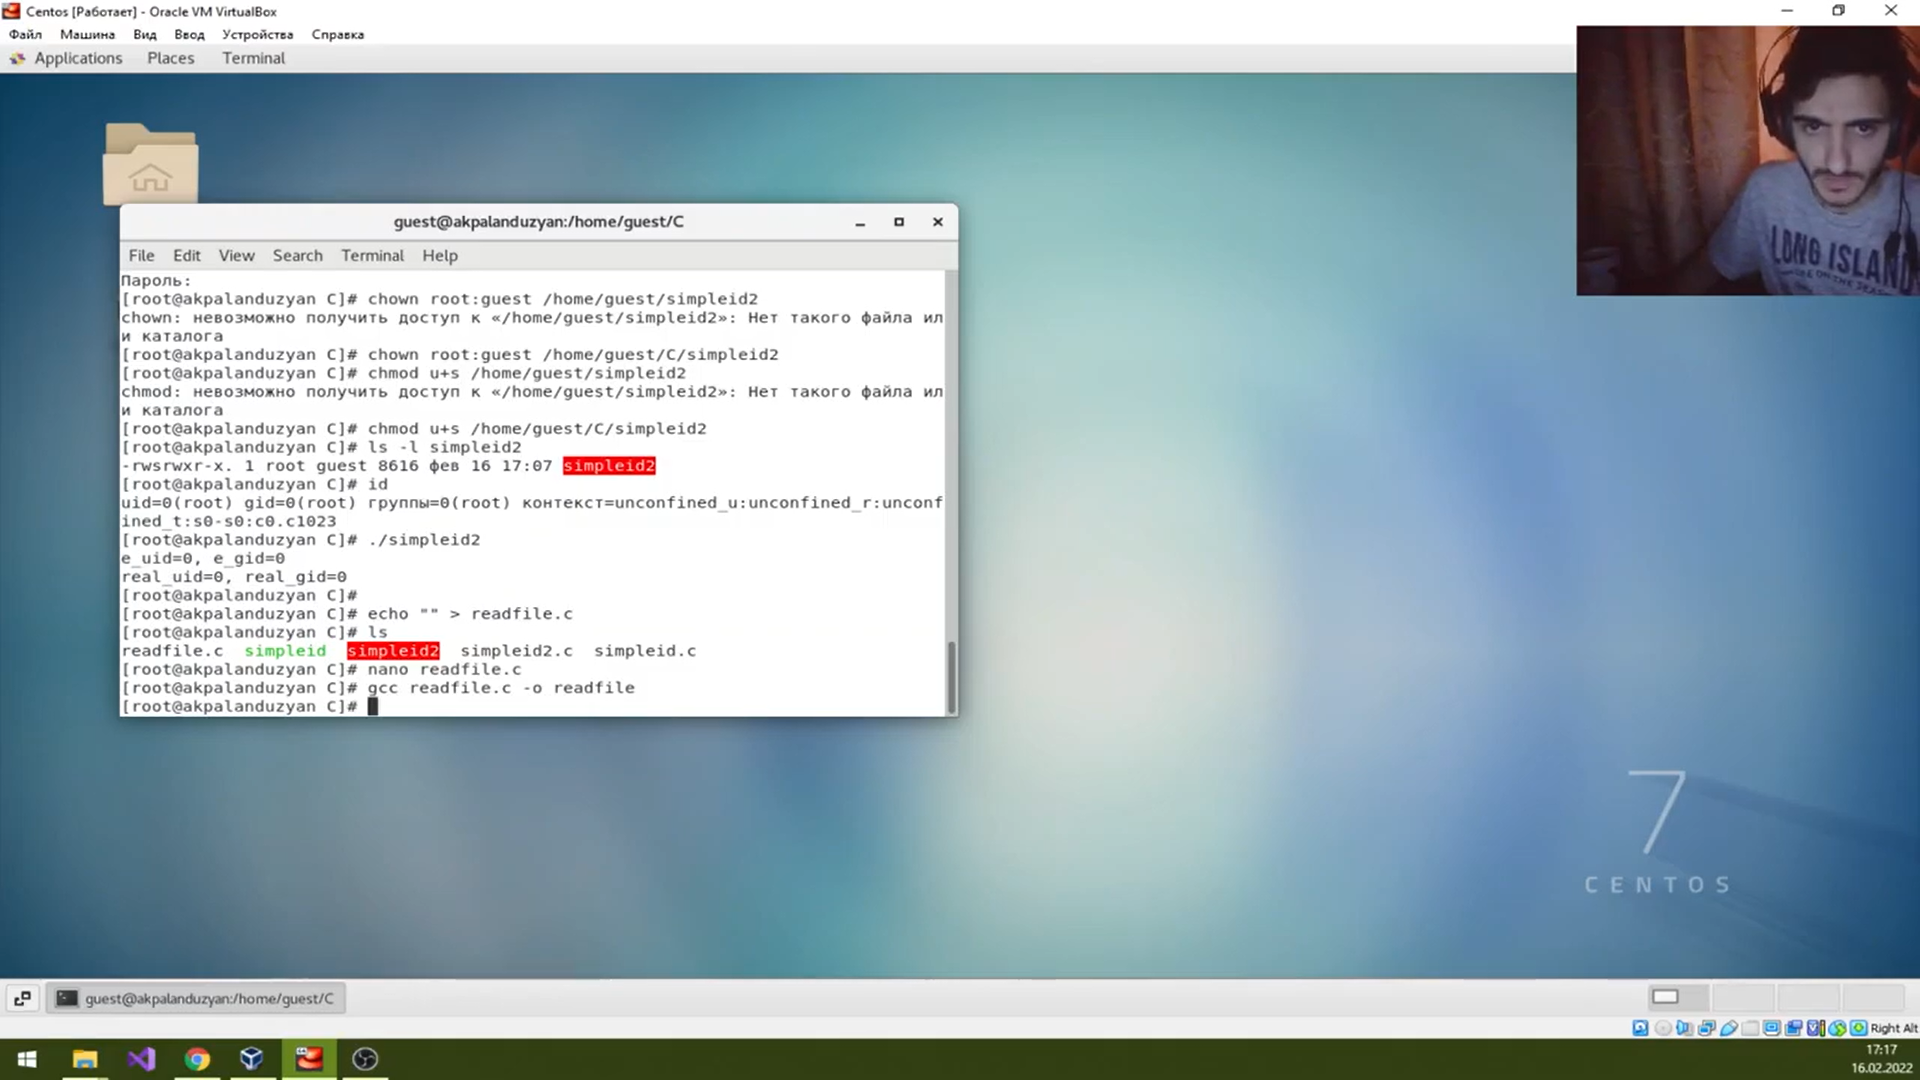 Centos [Работает] - Oracle VM VirtualBox
Файл Машина Вид Ввод Устройства Справка
Applications Places Terminal
LONG ISLAND
guest@akpalanduzyan:/home/guest/C
File Edit View Search Terminal Help
Пароль:
[root@akpalanduzyan C]# chown root:guest /home/guest/simpleid2
chown: невозможно получить доступ к «/home/guest/simpleid2»: Нет такого файла ил
и каталога
[root@akpalanduzyan C]# chown root:guest /home/guest/C/simpleid2
[root@akpalanduzyan C]# chmod u+s /home/guest/simpleid2
chmod: невозможно получить доступ к «/home/guest/simpleid2»: Нет такого файла ил
и каталога
[root@akpalanduzyan C]# chmod u+s /home/guest/C/simpleid2
[root@akpalanduzyan C]# ls -l simpleid2
-rwsrwxr-x. 1 root guest 8616 фев 16 17:07 simpleid2
[root@akpalanduzyan C]# id
uid=0(root) gid=0(root) группы=0(root) контекст=unconfined_u:unconfined_r:unconf
ined_t:s0-s0:c0.c1023
[root@akpalanduzyan C]# ./simpleid2
e_uid=0, e_gid=0
real_uid=0, real_gid=0
[root@akpalanduzyan C]#
[root@akpalanduzyan C]# echo "" > readfile.c
[root@akpalanduzyan C]# ls
readfile.c simpleid simpleid2 simpleid2.c simpleid.c
[root@akpalanduzyan C]# nano readfile.c
[root@akpalanduzyan C]# gcc readfile.c -o readfile
[root@akpalanduzyan C]#
7
CENTOS
guest@akpalanduzyan:/home/guest/C
Right Alt
17:17
16.02.2022